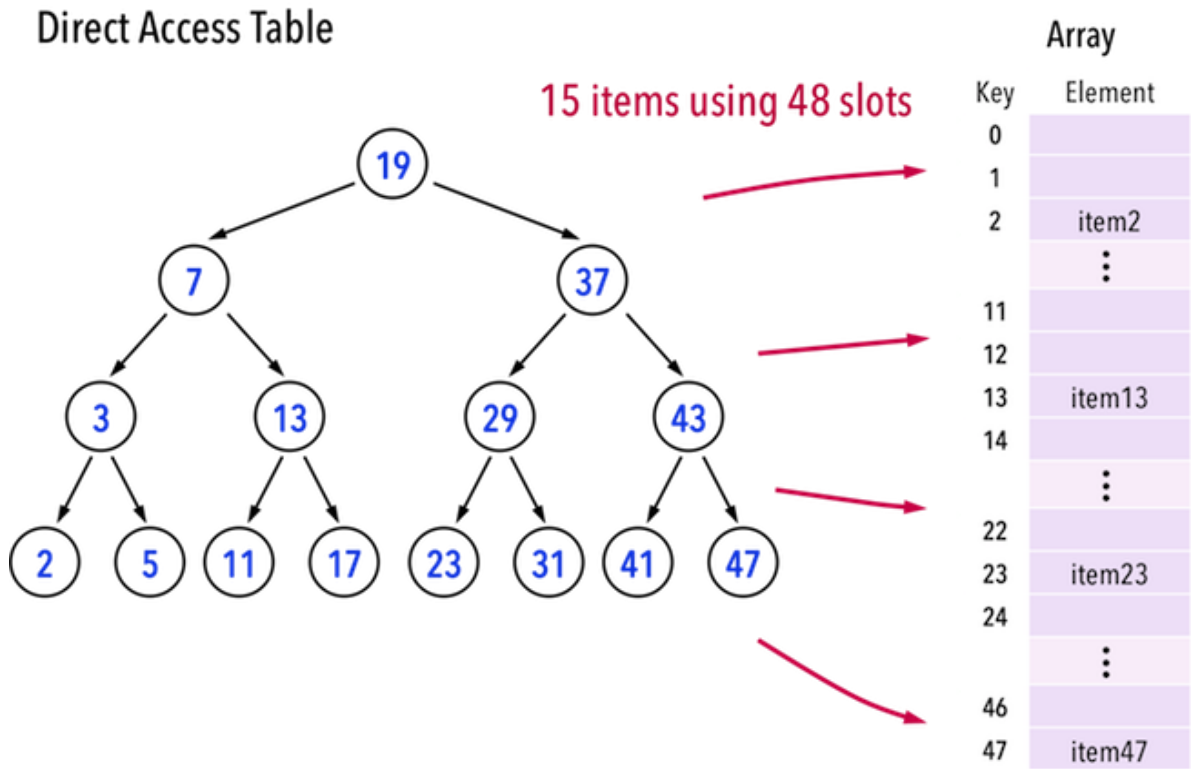 Direct Access Table
15 items using 48 slots
19
7 37
3 13 29 43
2 5 11 17 23 31 41 47
Array
Key Element
0
1
2 item2
11
12
13 item13
14
22
23 item23
24
46
47 item47